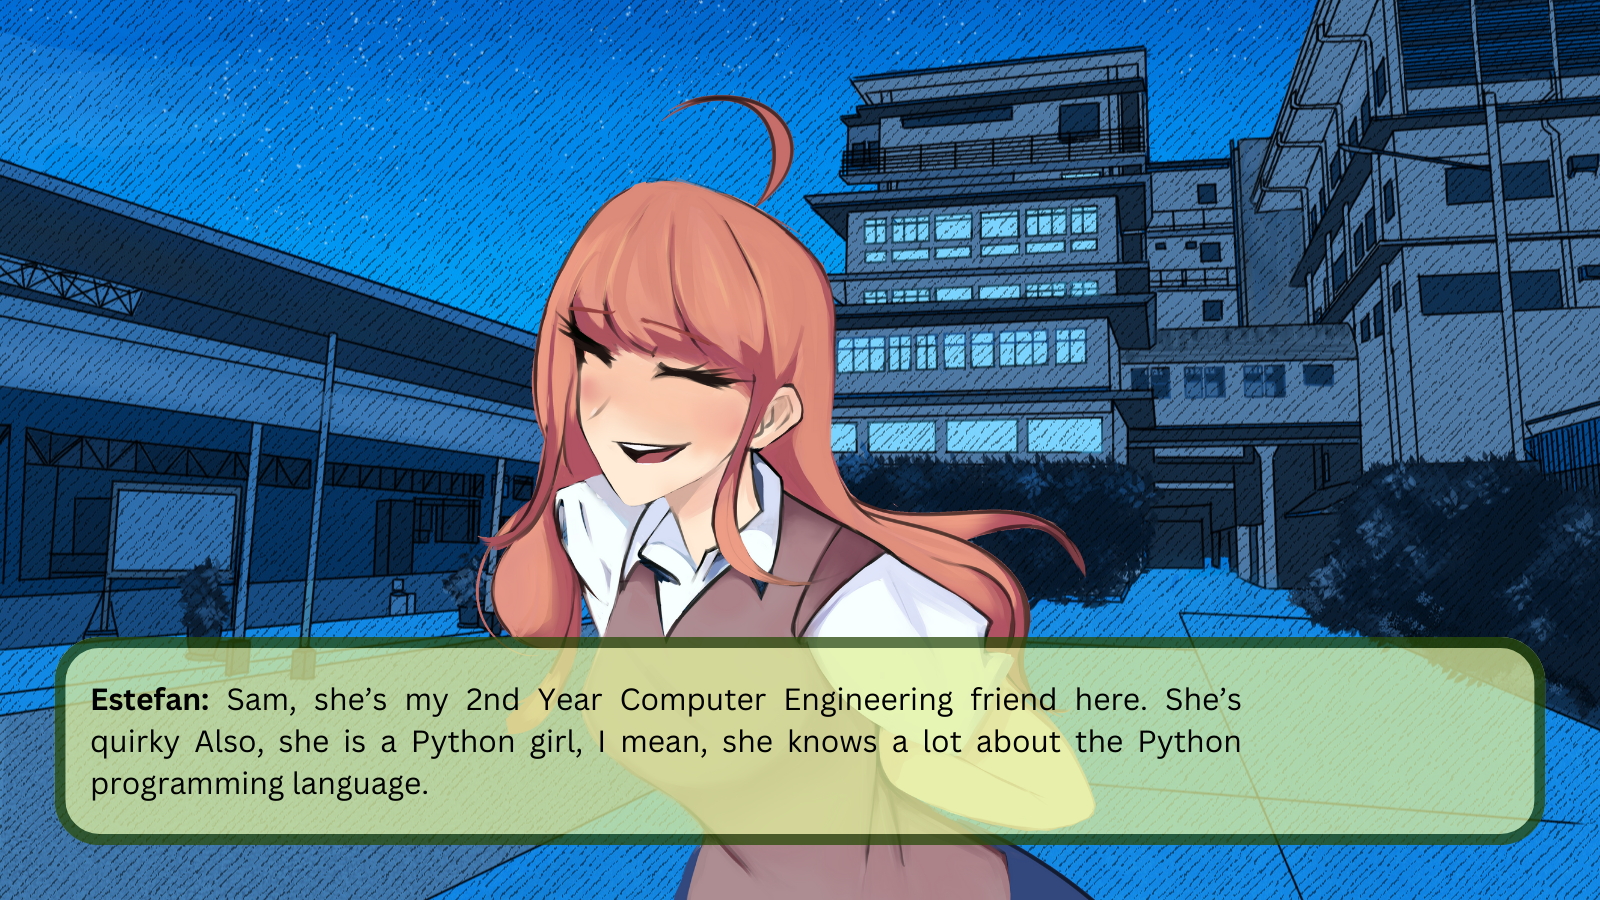 Estefan: Sam, she’s my 2nd Year Computer Engineering friend here. She’s
quirky Also, she is a Python girl, I mean, she knows a lot about the Python
programming language.